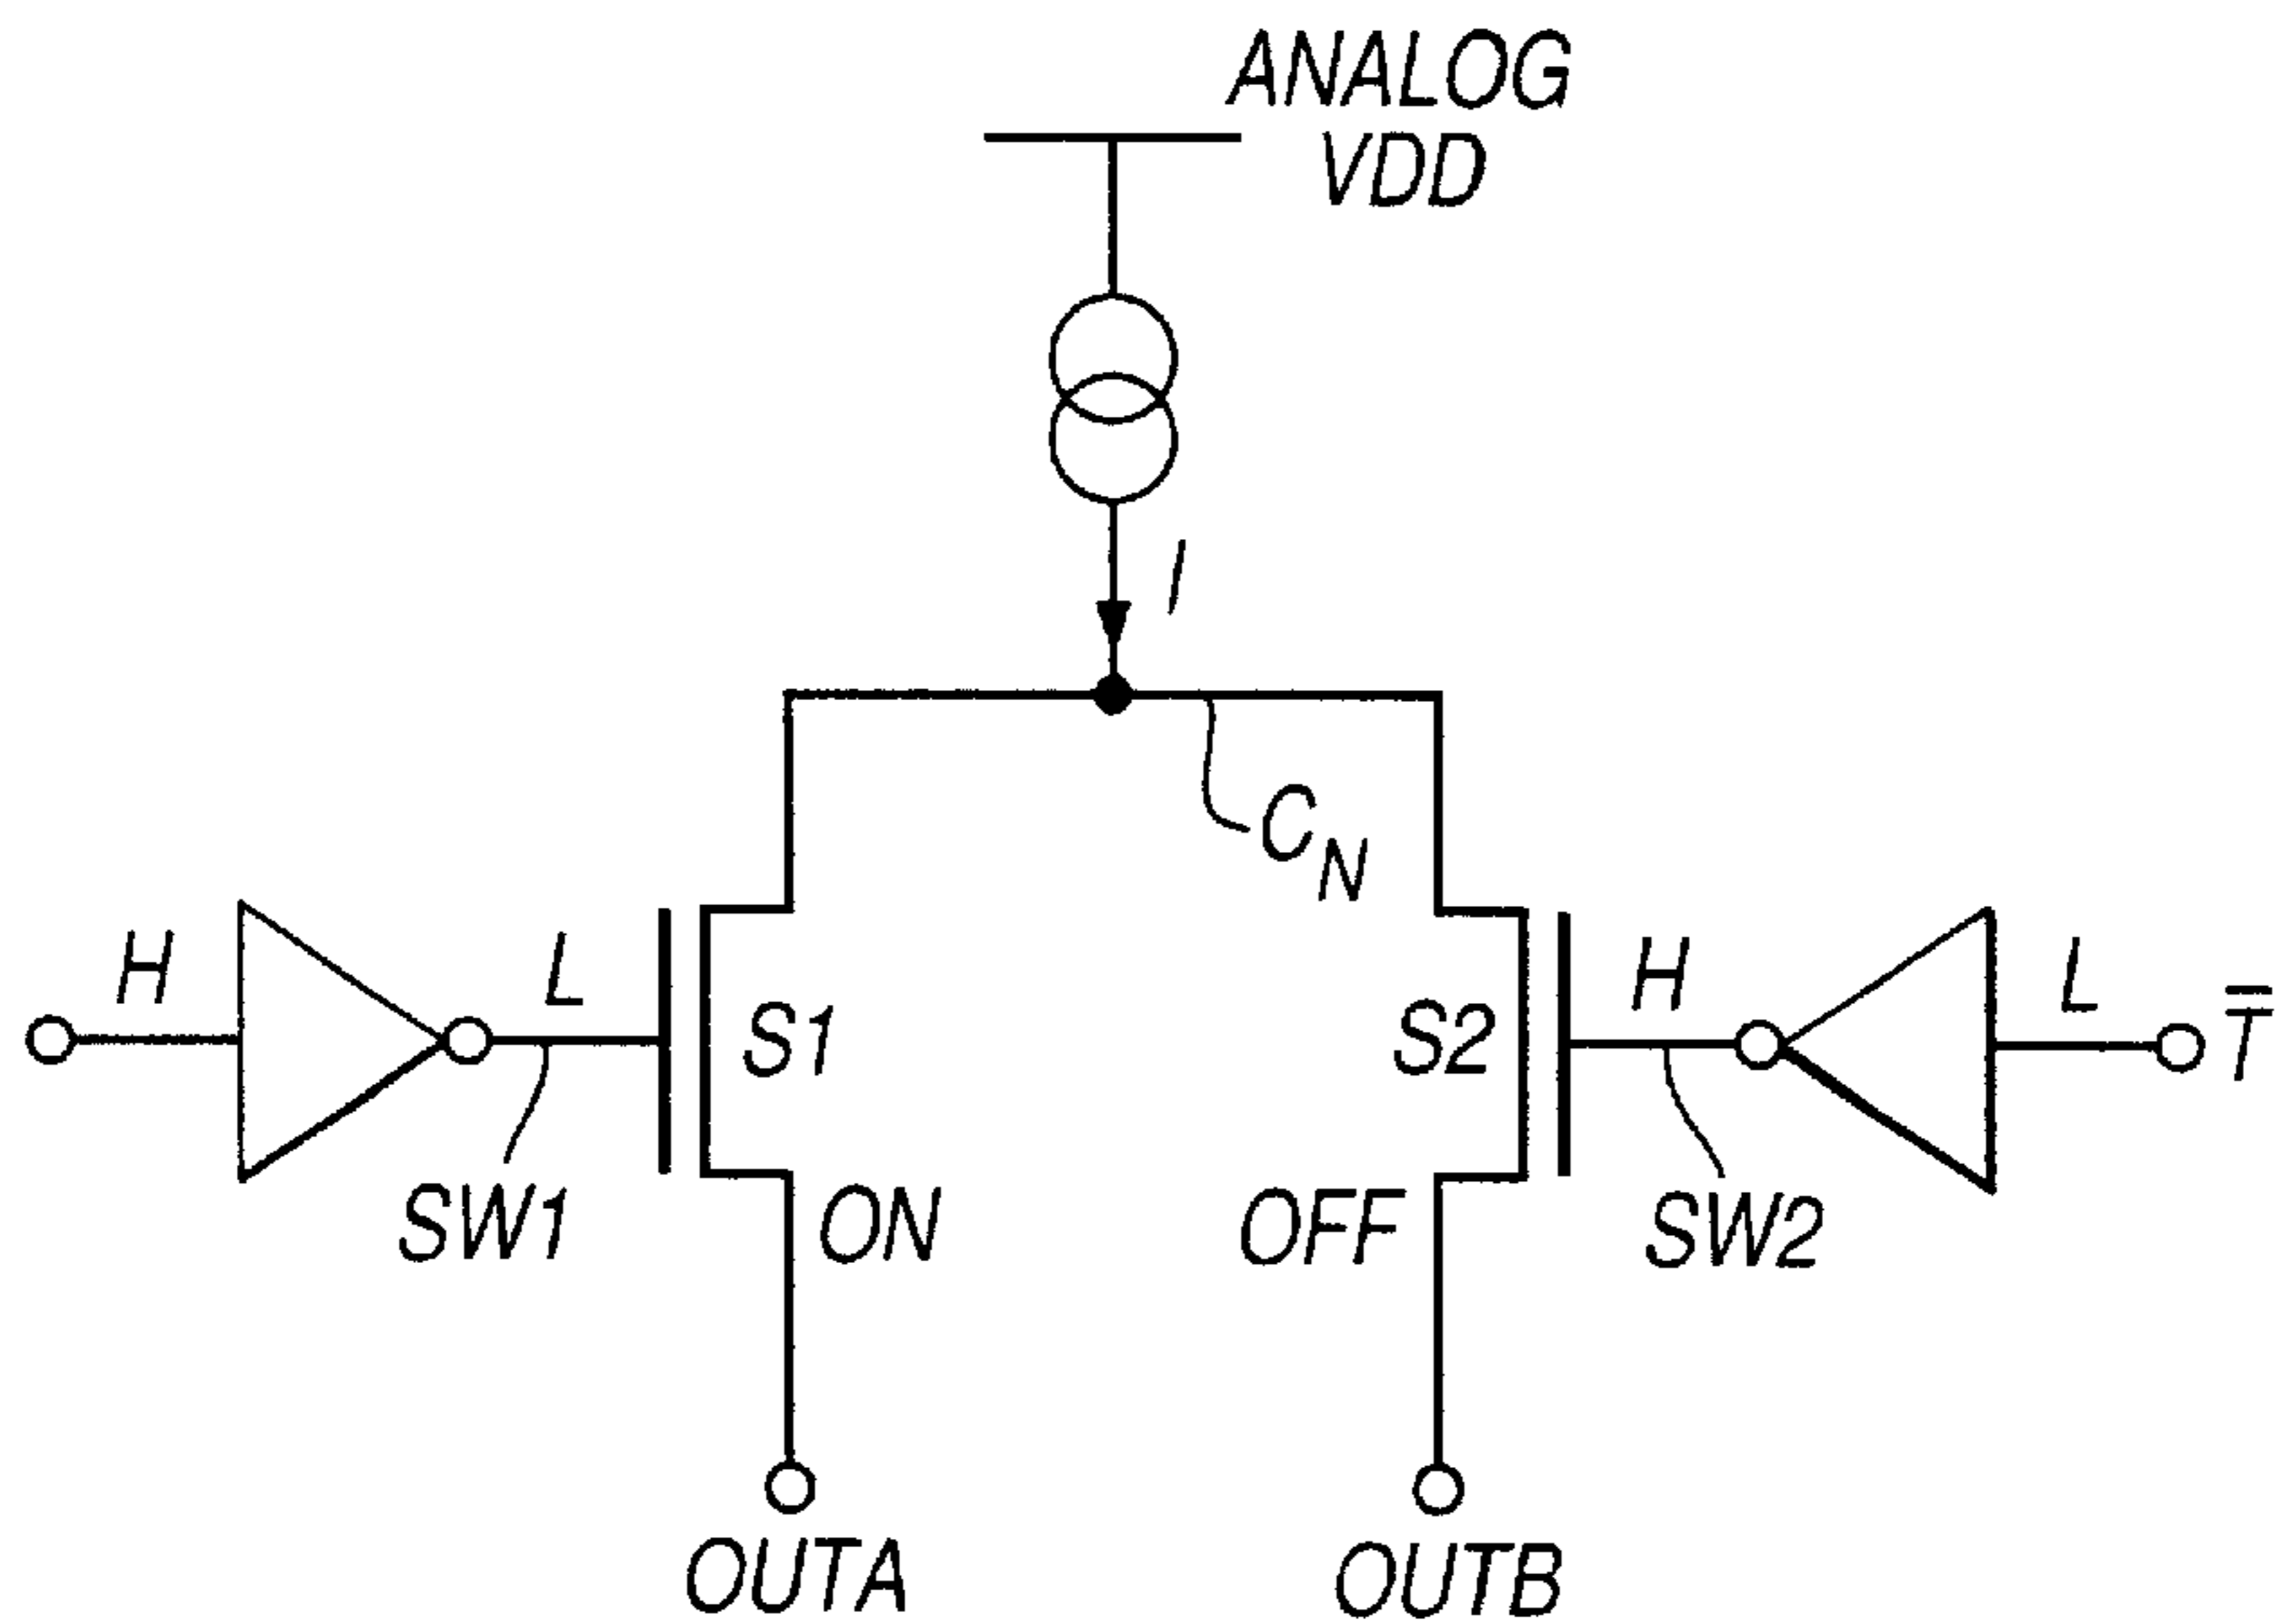 ANALOG
VDD
I
C_N
H
L
S1
S2
H
L
T̅
SW1
ON
OFF
SW2
OUTA
OUTB